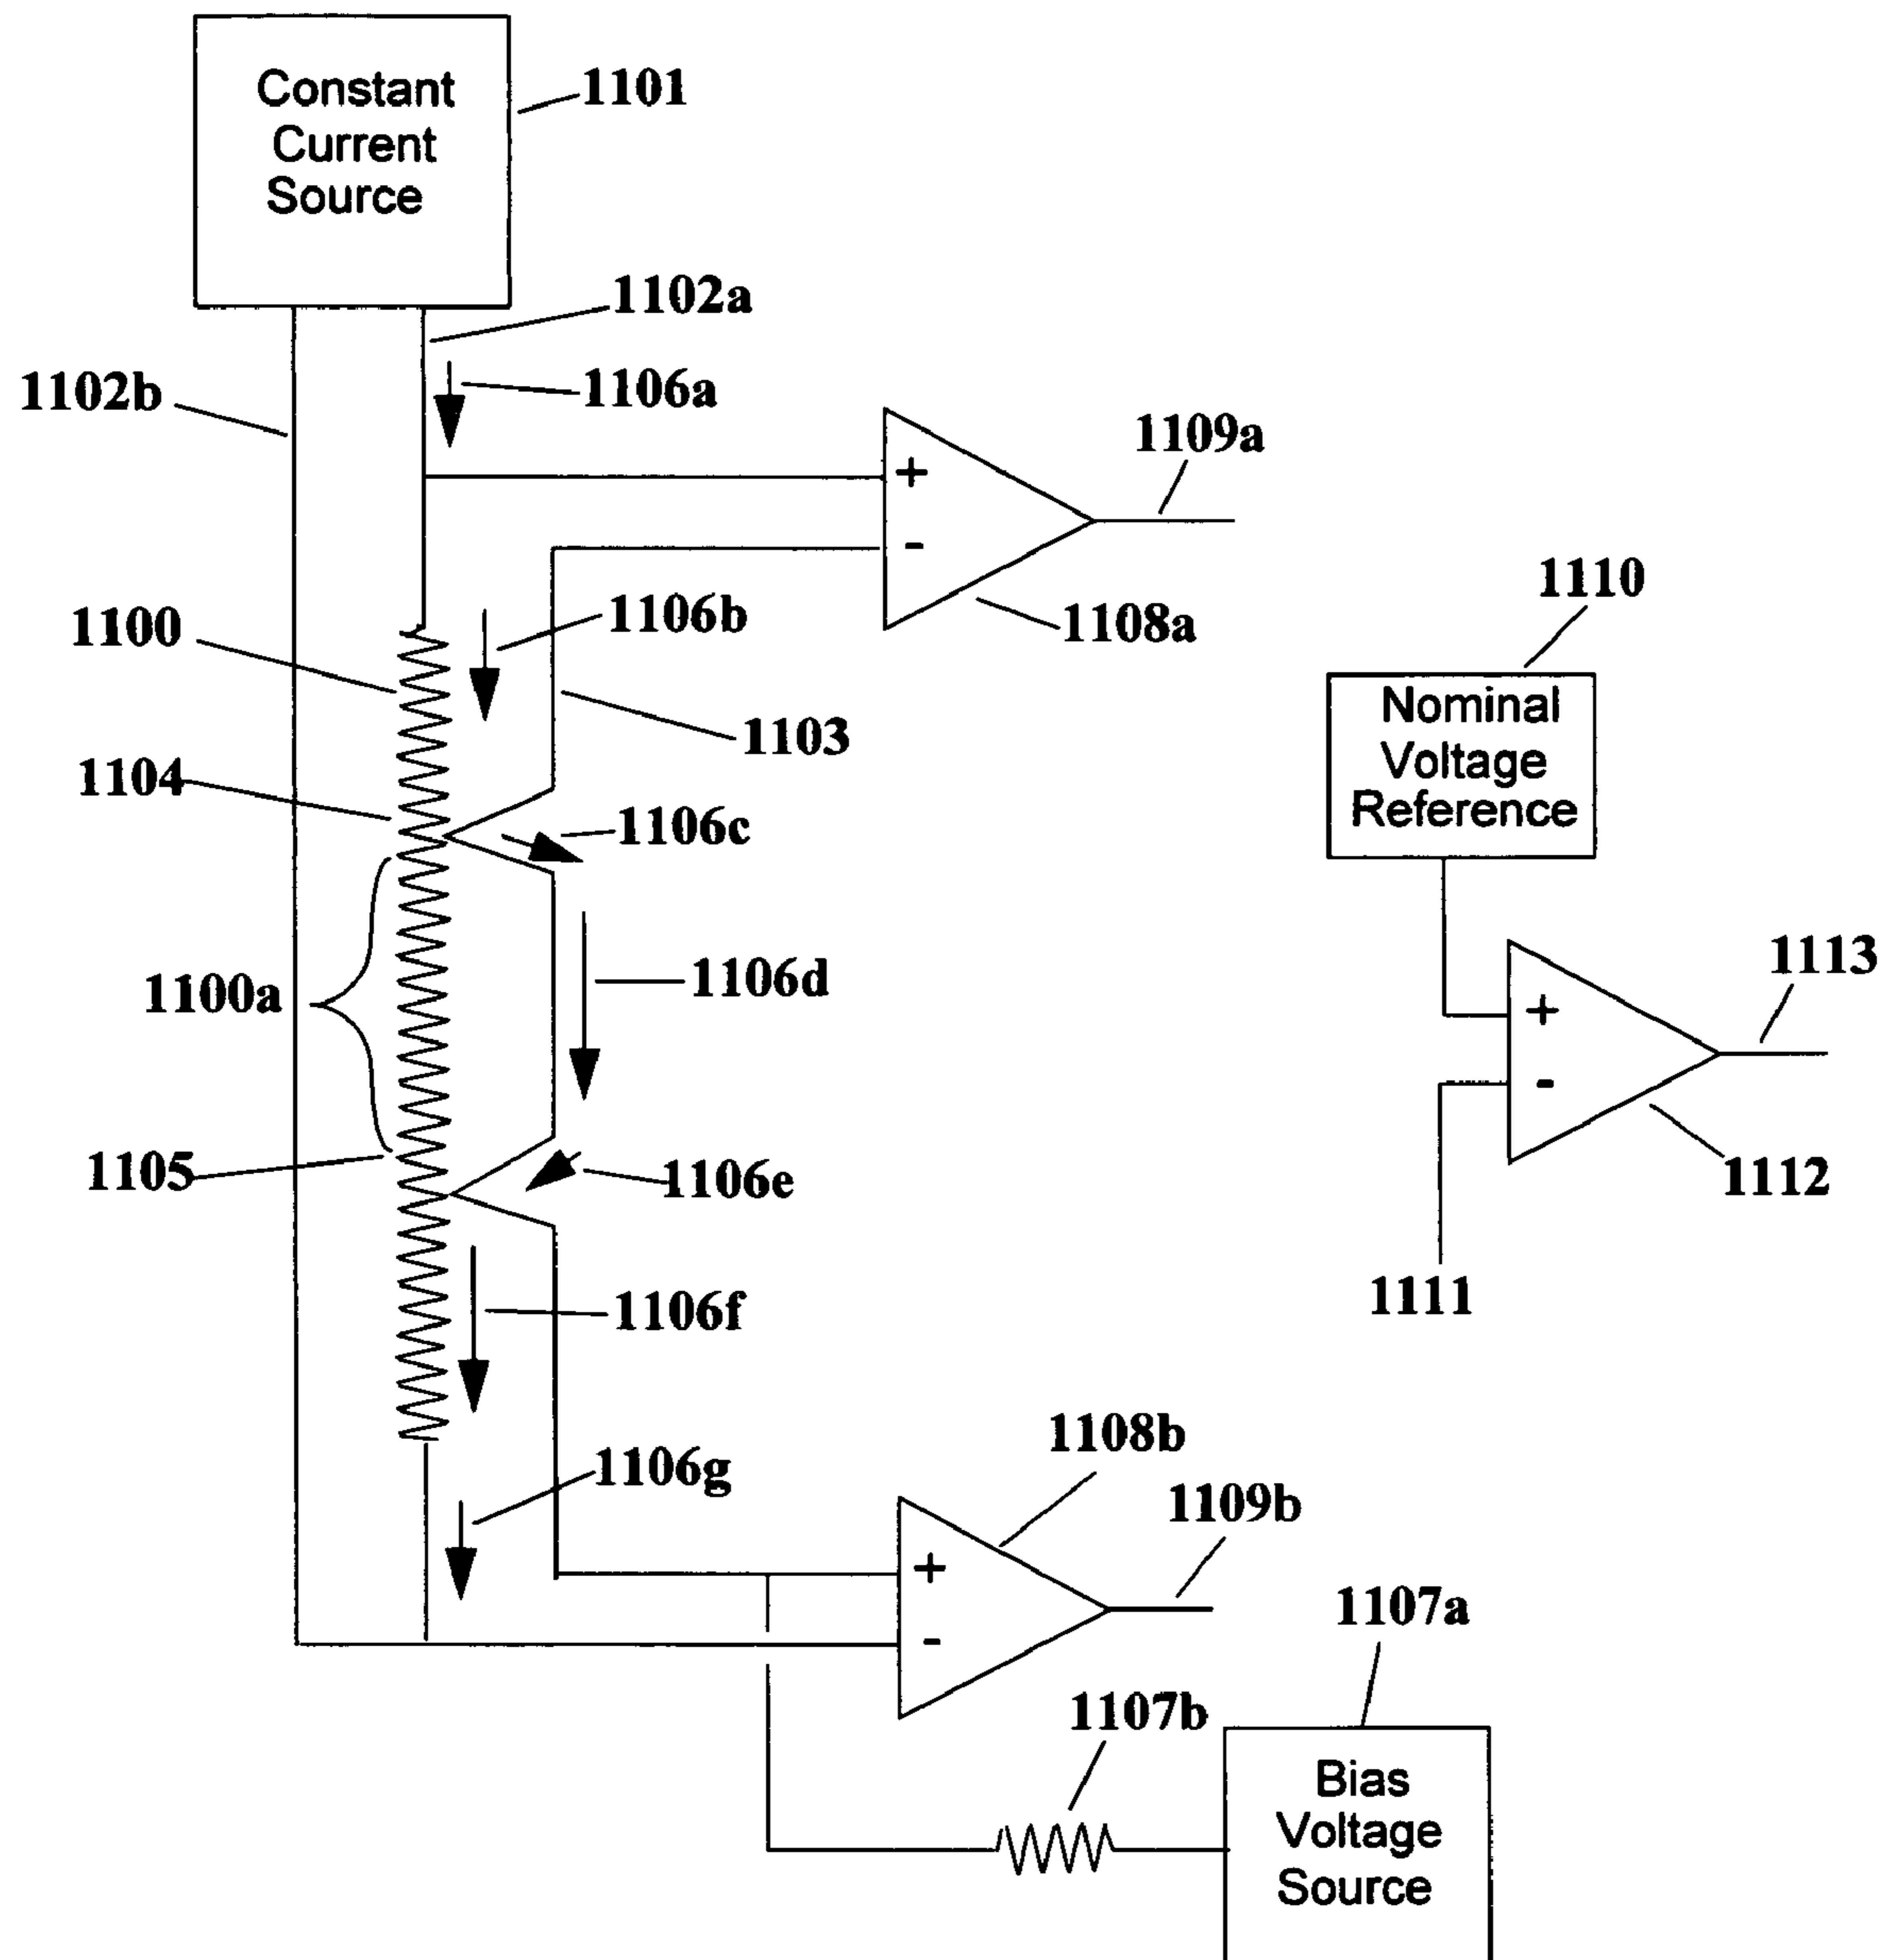 Constant
Current
Source
1101
1102a
1102b
1106a
1109a
+
-
1108a
1110
1100
1106b
1103
Nominal
Voltage
Reference
1104
1106c
1100a
1106d
1113
+
-
1105
1106e
1112
1111
1106f
1108b
1106g
1109b
+
-
1107a
1107b
Bias
Voltage
Source